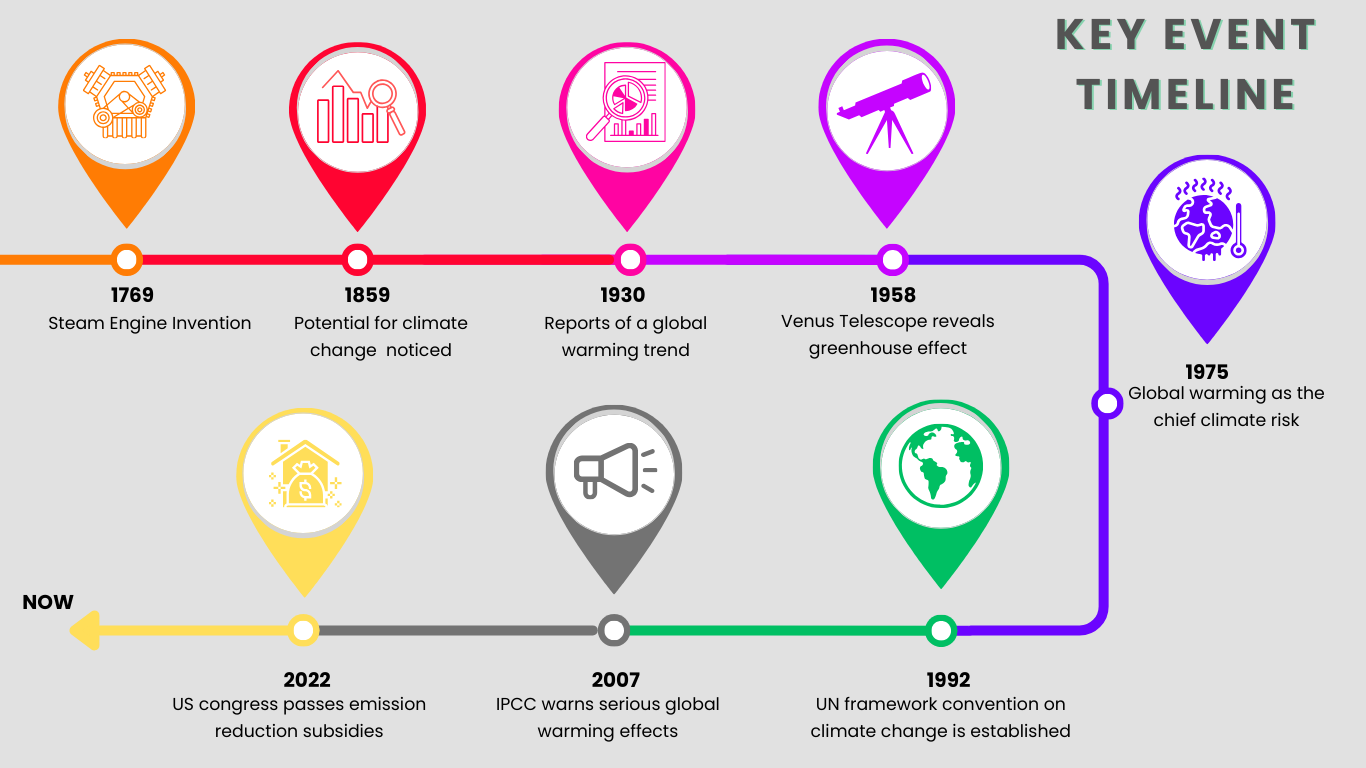 KEY EVENT
TIMELINE
1769
Steam Engine Invention
1859
Potential for climate
change noticed
1930
Reports of a global
warming trend
1958
Venus Telescope reveals
greenhouse effect
1975
Global warming as the
chief climate risk
1992
UN framework convention on
climate change is established
2007
IPCC warns serious global
warming effects
2022
US congress passes emission
reduction subsidies
NOW
$